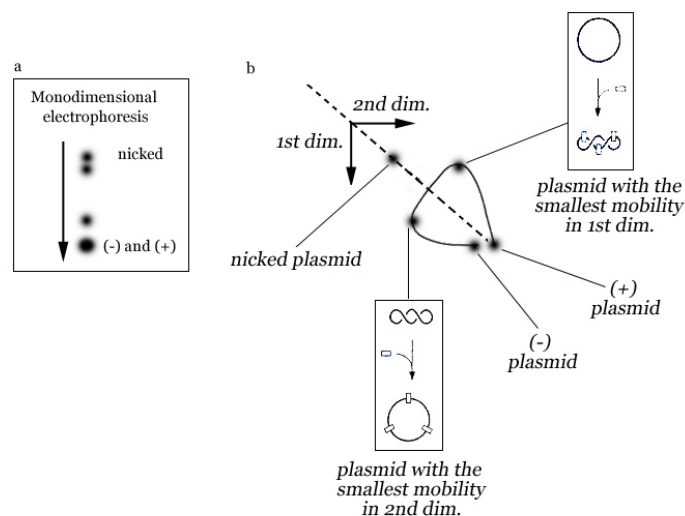 a
Monodimensional
electrophoresis
nicked
(-) and (+)
b
2nd dim.
1st dim.
nicked plasmid
plasmid with the
smallest mobility
in 1st dim.
(+)
plasmid
(-)
plasmid
plasmid with the
smallest mobility
in 2nd dim.